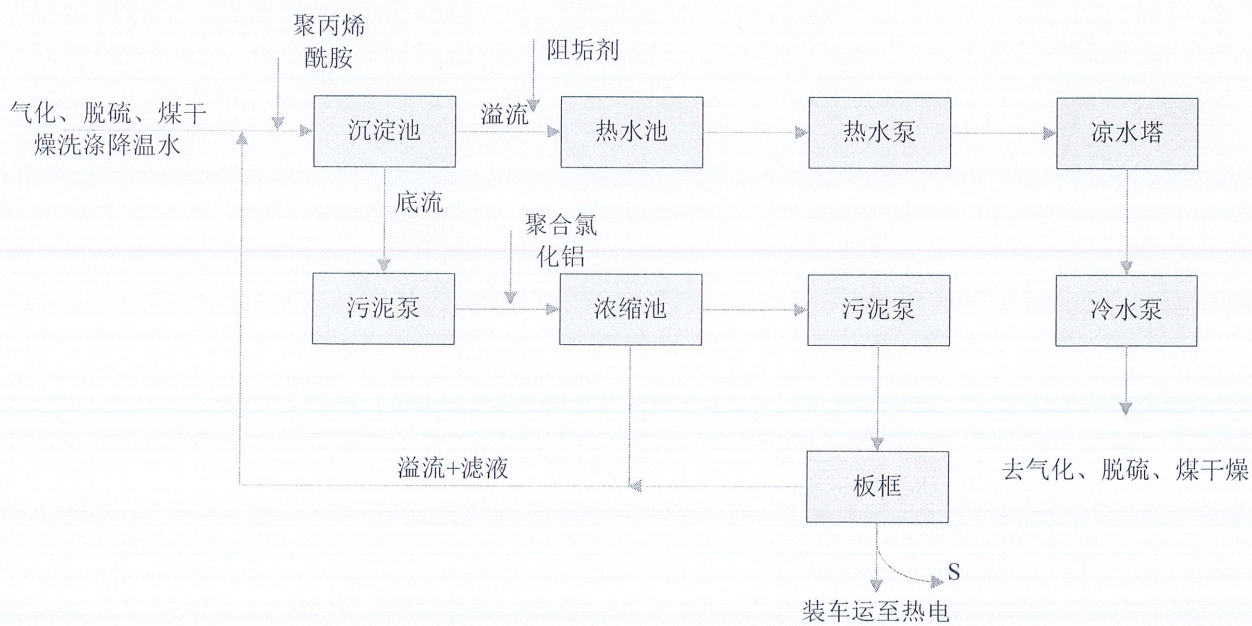 聚丙烯
酰胺
阻垢剂
气化、脱硫、煤干
燥洗涤降温水
沉淀池
溢流
热水池
热水泵
凉水塔
底流
聚合氯
化铝
污泥泵
浓缩池
污泥泵
冷水泵
溢流+滤液
板框
去气化、脱硫、煤干燥
S
装车运至热电